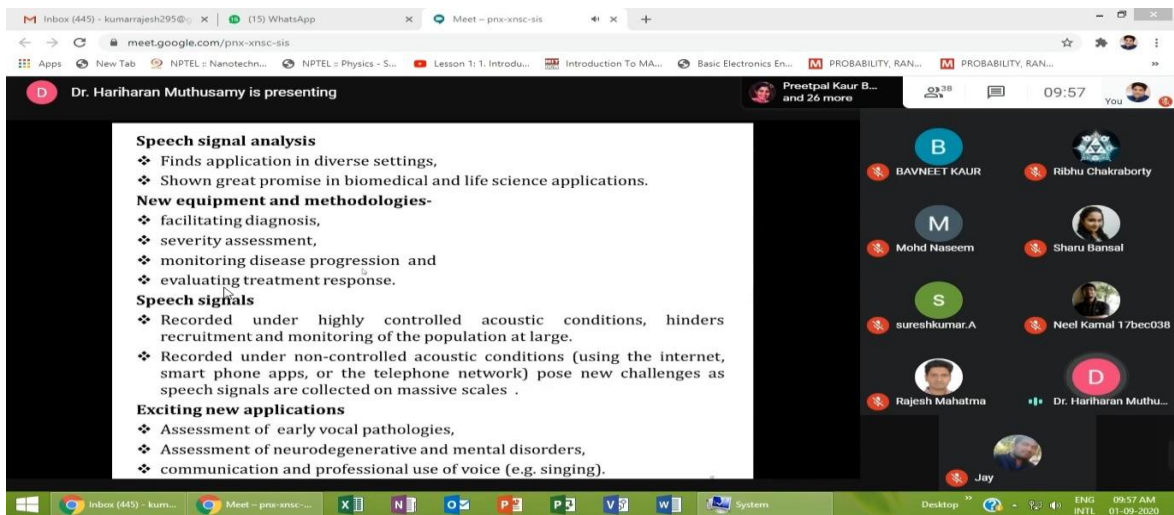 Inbox (445) - kumarrajesh295@g
(15) WhatsApp
Meet – pnx-xnsc-sis
meet.google.com/pnx-xnsc-sis
Apps
New Tab
NPTEL :: Nanotechn...
NPTEL :: Physics - S...
Lesson 1: 1. Introdu...
Introduction To MA...
Basic Electronics En...
PROBABILITY, RAN...
PROBABILITY, RAN...
D
Dr. Hariharan Muthusamy is presenting
Preetpal Kaur B...
and 26 more
38
09:57
You
Speech signal analysis
❖ Finds application in diverse settings,
❖ Shown great promise in biomedical and life science applications.
New equipment and methodologies-
❖ facilitating diagnosis,
❖ severity assessment,
❖ monitoring disease progression and
❖ evaluating treatment response.
Speech signals
❖ Recorded under highly controlled acoustic conditions, hinders
recruitment and monitoring of the population at large.
❖ Recorded under non-controlled acoustic conditions (using the internet,
smart phone apps, or the telephone network) pose new challenges as
speech signals are collected on massive scales .
Exciting new applications
❖ Assessment of early vocal pathologies,
❖ Assessment of neurodegenerative and mental disorders,
❖ communication and professional use of voice (e.g. singing).
B
BAVNEET KAUR
Ribhu Chakraborty
M
Mohd Naseem
Sharu Bansal
S
sureshkumar.A
Neel Kamal 17bec038
Rajesh Mahatma
D
Dr. Hariharan Muthu...
Jay
Inbox (445) - kum...
Meet – pnx-xnsc-...
System
Desktop
ENG
INTL
09:57 AM
01-09-2020